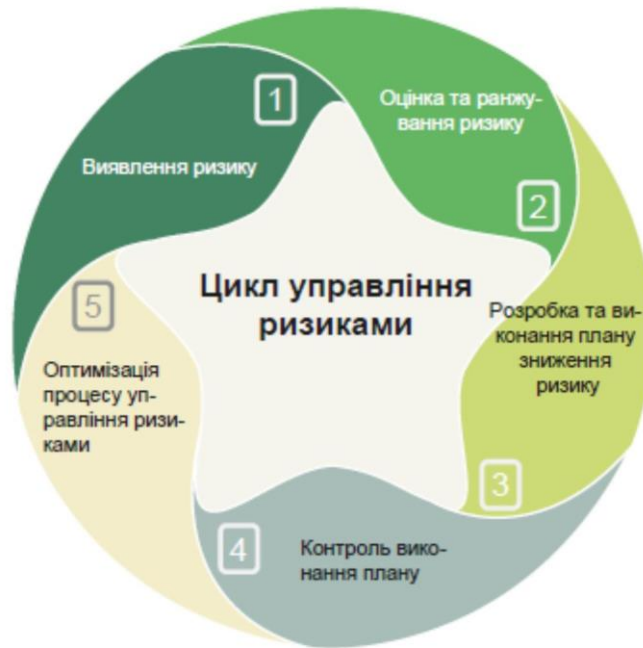 Цикл управління
ризиками
1
Виявлення ризику
Оцінка та ранжу-
вання ризику
2
Розробка та ви-
конання плану
зниження
ризику
3
4
Контроль вико-
нання плану
5
Оптимізація
процесу уп-
равління ризи-
ками